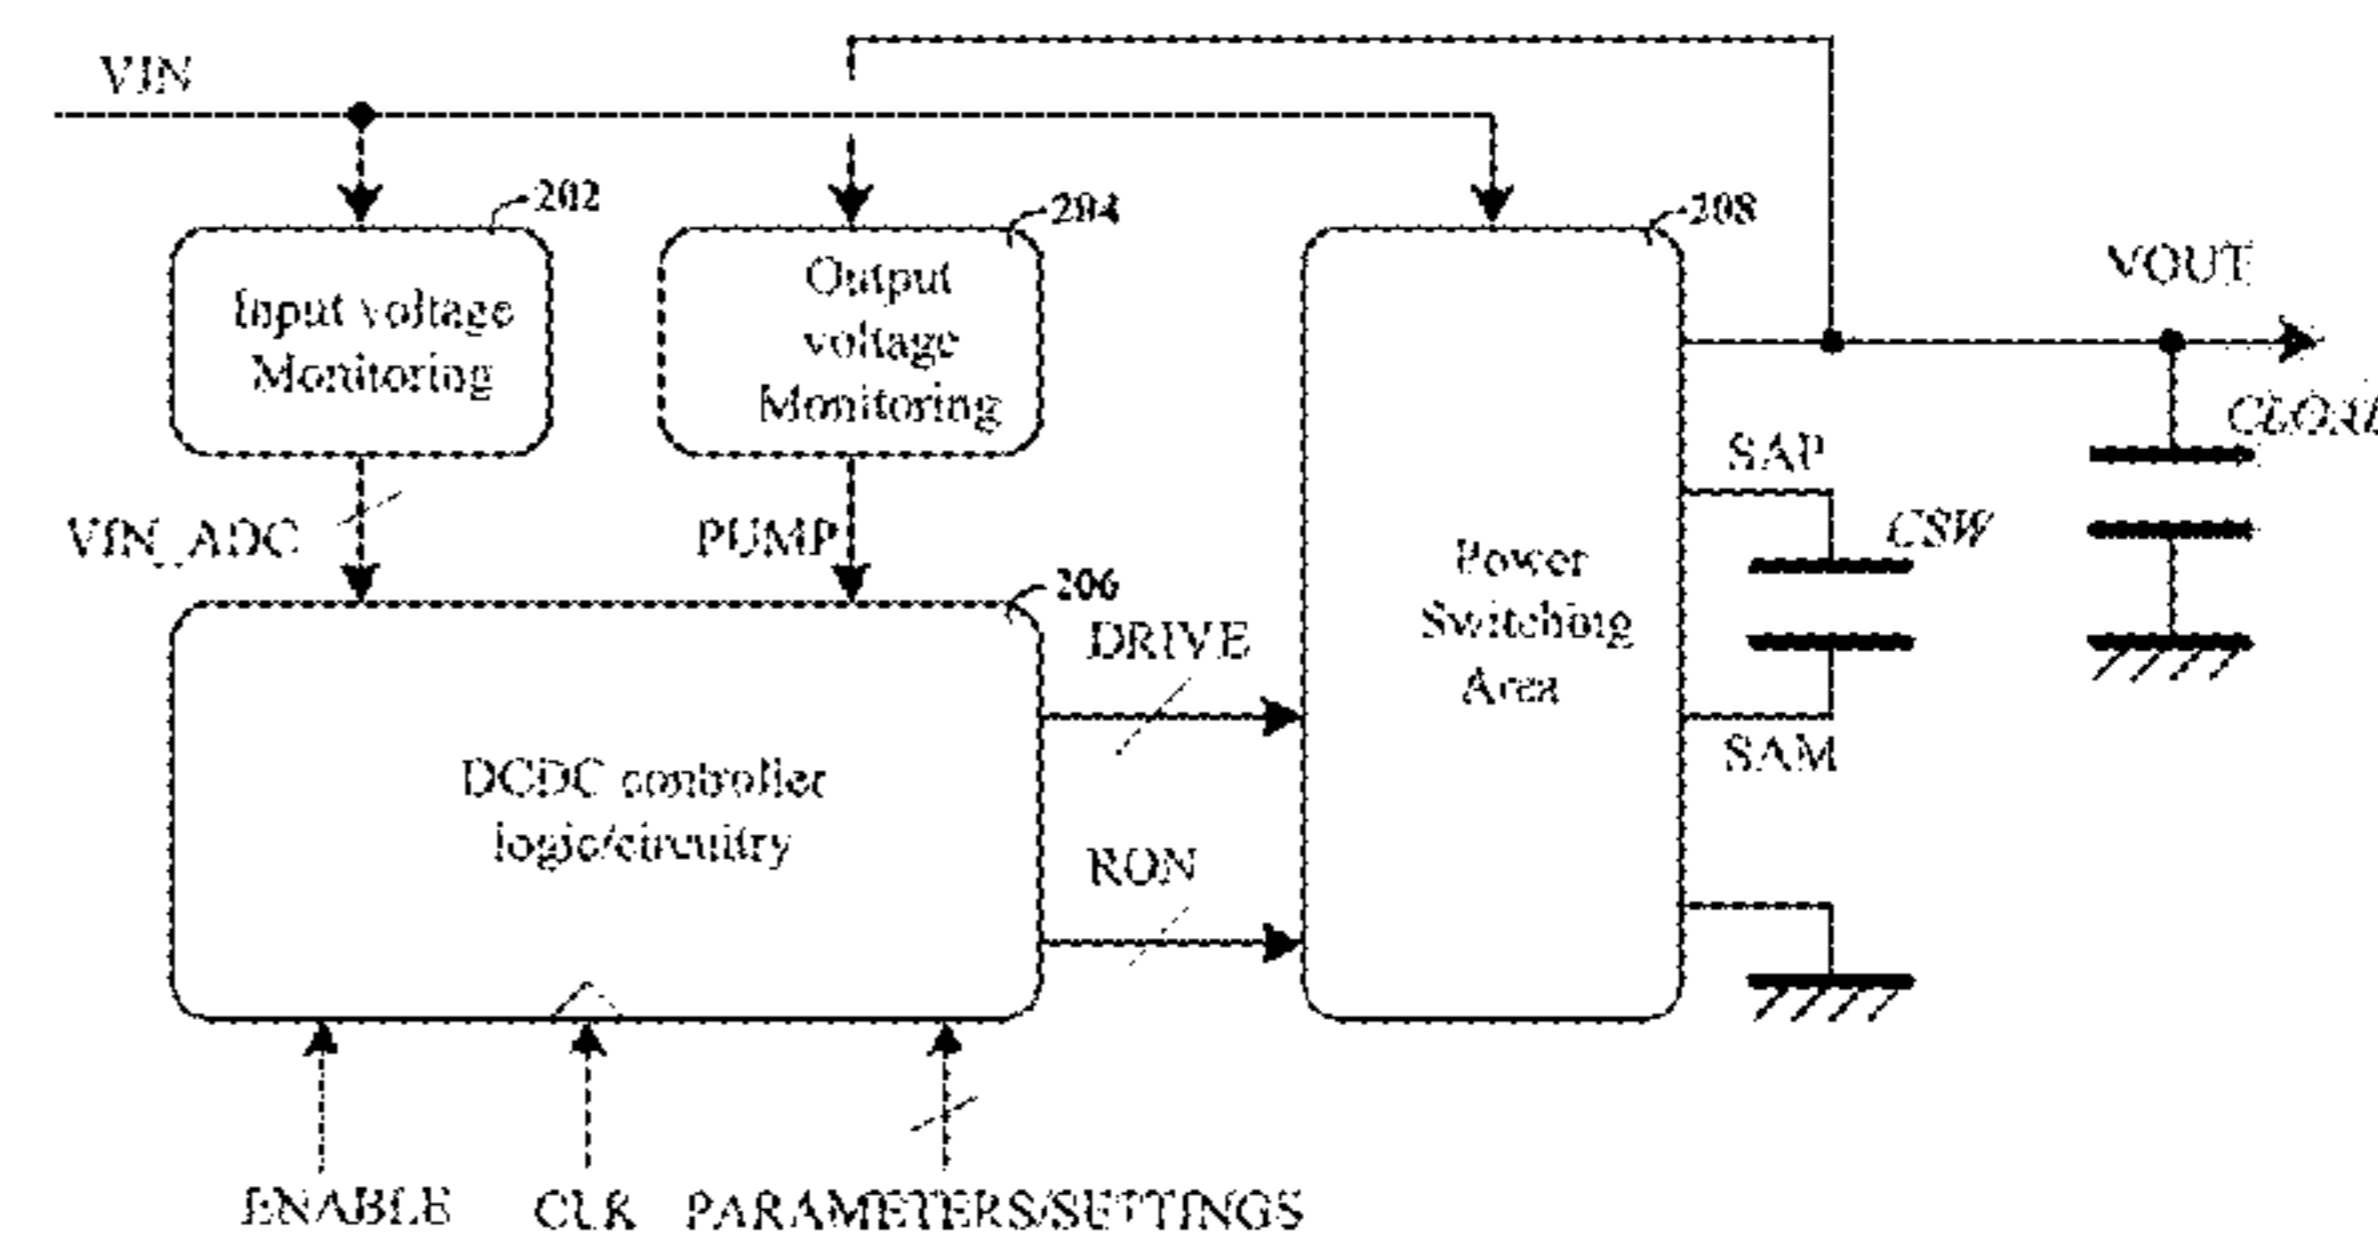 VIN
202
204
208
Input voltage
Monitoring
Output
voltage
Monitoring
VOUT
SAP
CSW
VIN_ADC
PUMP
206
DRIVE
Power
Switching
Area
SAM
DCDC controller
logic/circuitry
RON
ENABLE
CLK
PARAMETERS/SETTINGS